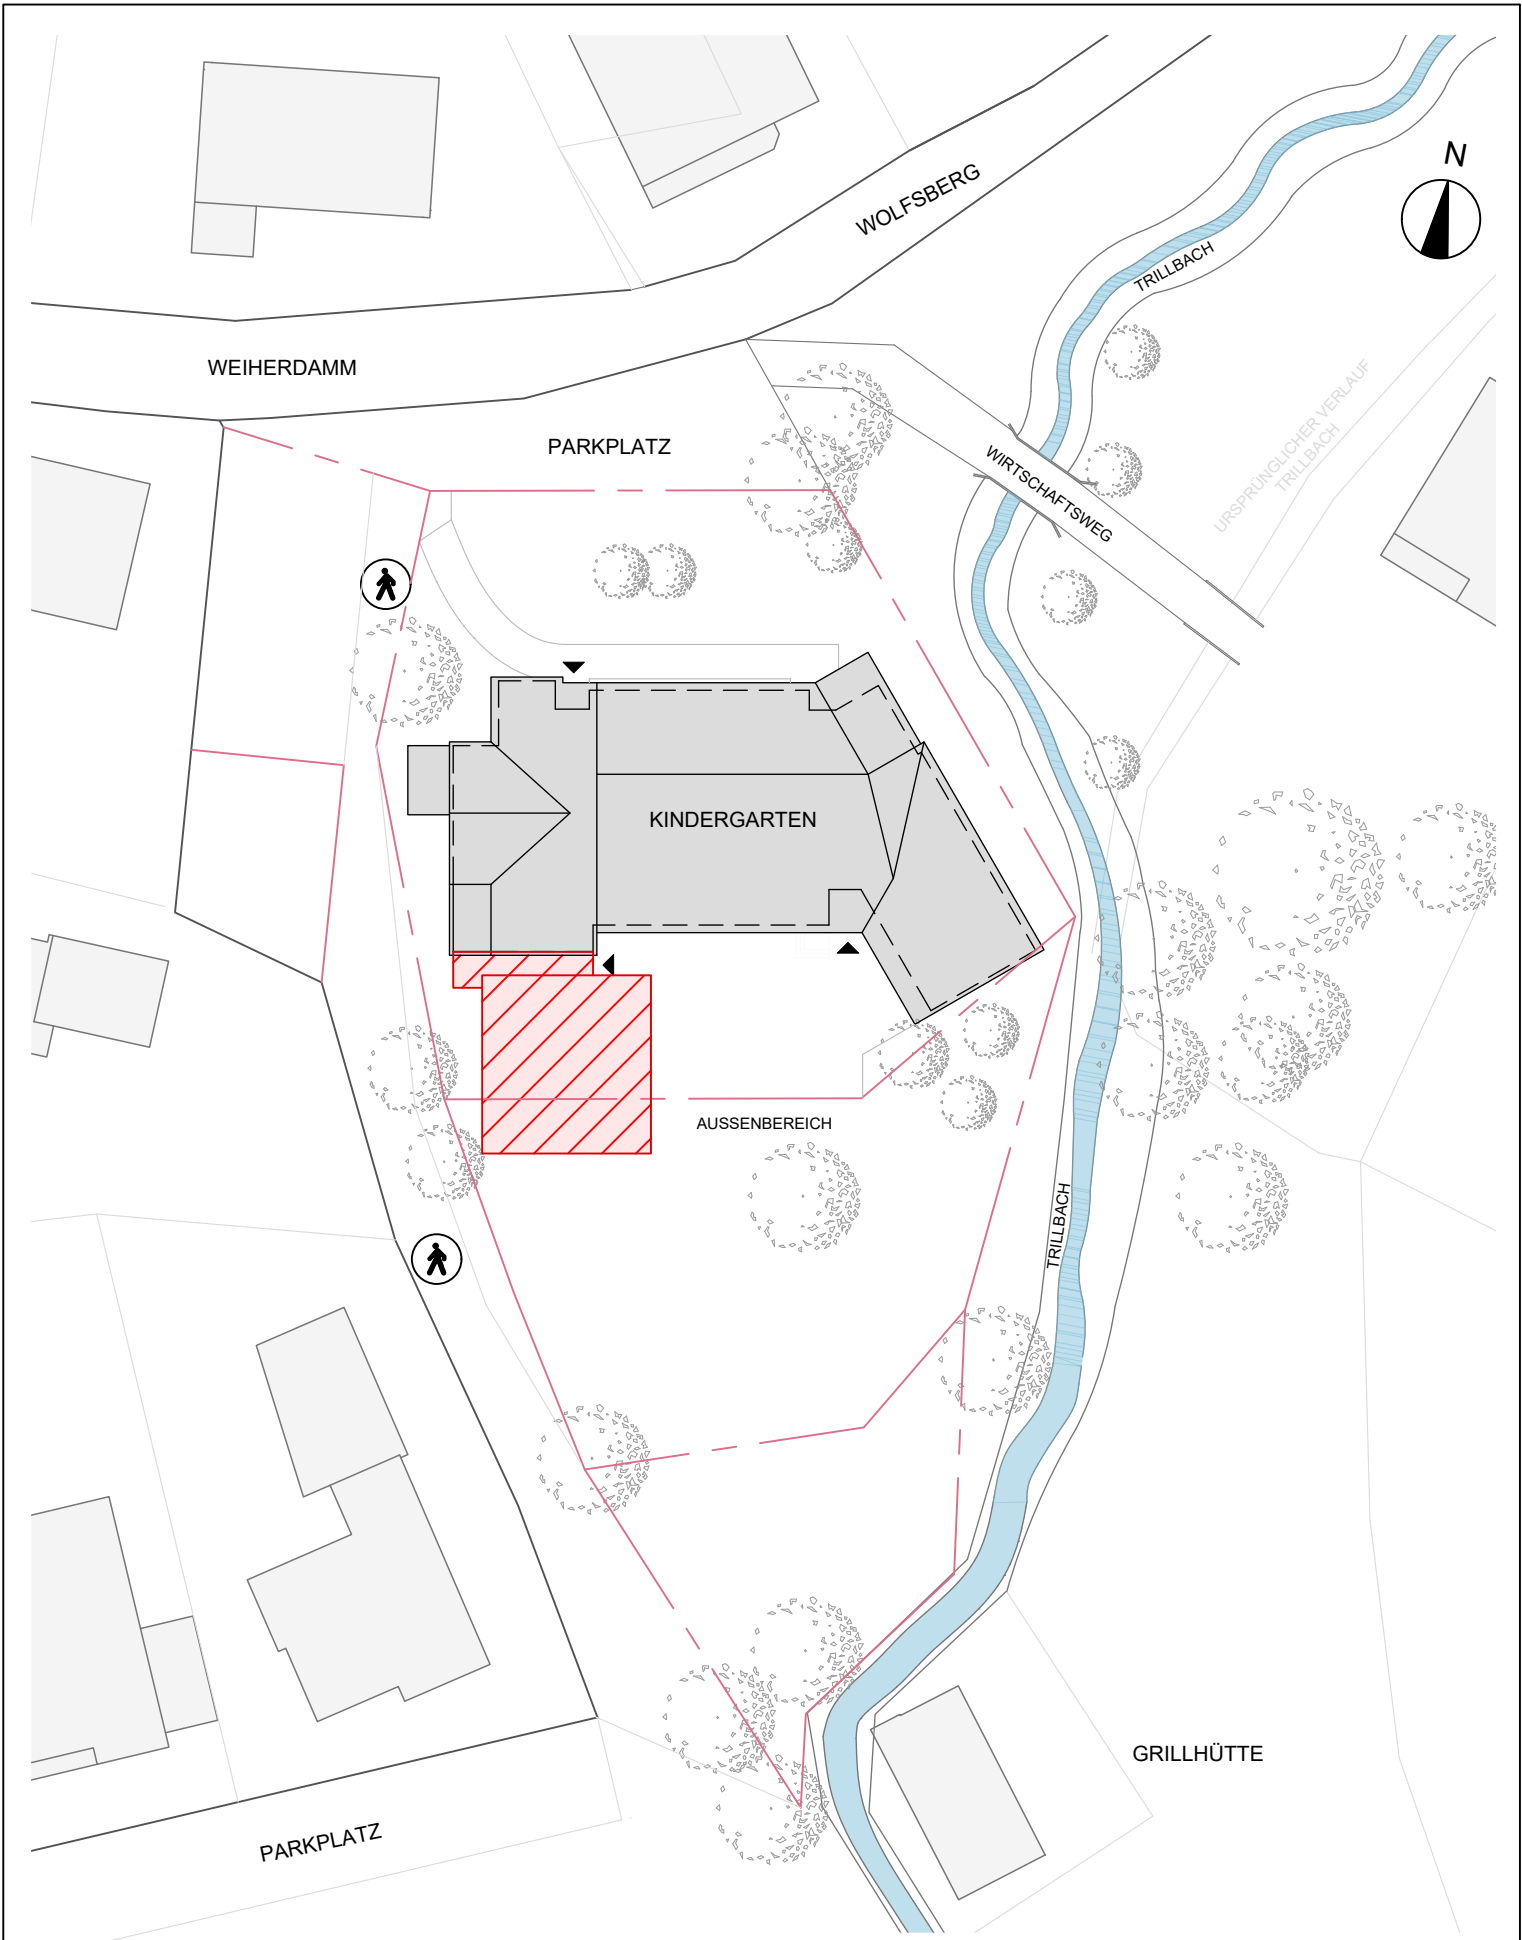 N
WOLFSBERG
TRILLBACH
WEIHERDAMM
PARKPLATZ
WIRTSCHAFTSWEG
URSPRÜNGLICHER VERLAUF
TRILLBACH
KINDERGARTEN
AUSSENBEREICH
TRILLBACH
GRILLHÜTTE
PARKPLATZ